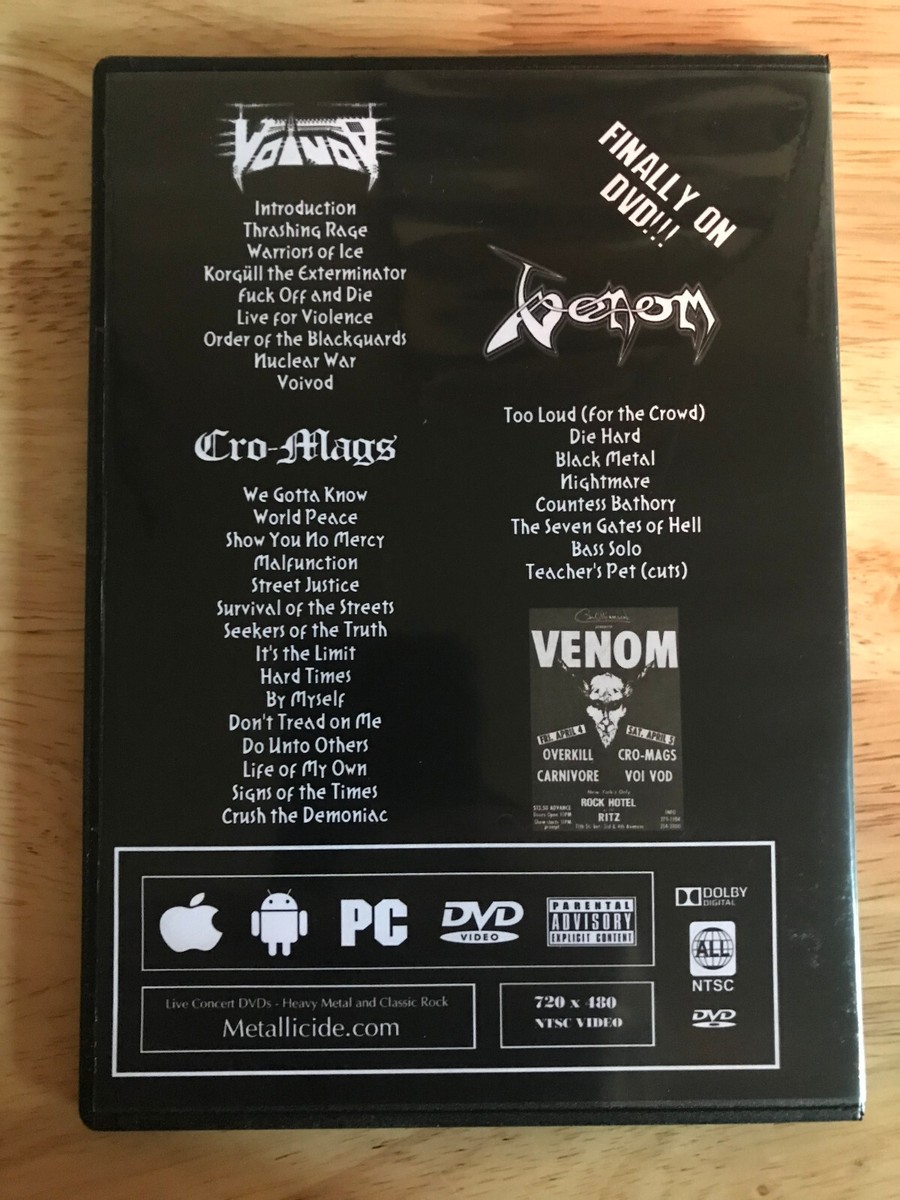 VOIVOD
Introduction
Thrashing Rage
Warriors of Ice
Korgüll the Exterminator
Fuck Off and Die
Live for Violence
Order of the Blackguards
Nuclear War
Voivod
Cro-Mags
We Gotta Know
World Peace
Show You No Mercy
Malfunction
Street Justice
Survival of the Streets
Seekers of the Truth
It's the Limit
Hard Times
By Myself
Don't Tread on Me
Do Unto Others
Life of My Own
Signs of the Times
Crush the Demoniac
FINALLY ON
DVD!!!
Venom
Too Loud (For the Crowd)
Die Hard
Black Metal
Nightmare
Countess Bathory
The Seven Gates of Hell
Bass Solo
Teacher's Pet (cuts)
VENOM
FRI. APRIL 4
SAT. APRIL 5
OVERKILL
CRO-MAGS
CARNIVORE
VOI VOD
New York's Only
ROCK HOTEL
RITZ
$12.50 ADVANCE
PC
DVD
VIDEO
PARENTAL
ADVISORY
EXPLICIT CONTENT
DOLBY
DIGITAL
ALL
NTSC
DVD
Live Concert DVDs - Heavy Metal and Classic Rock
Metallicide.com
720 x 480
NTSC VIDEO